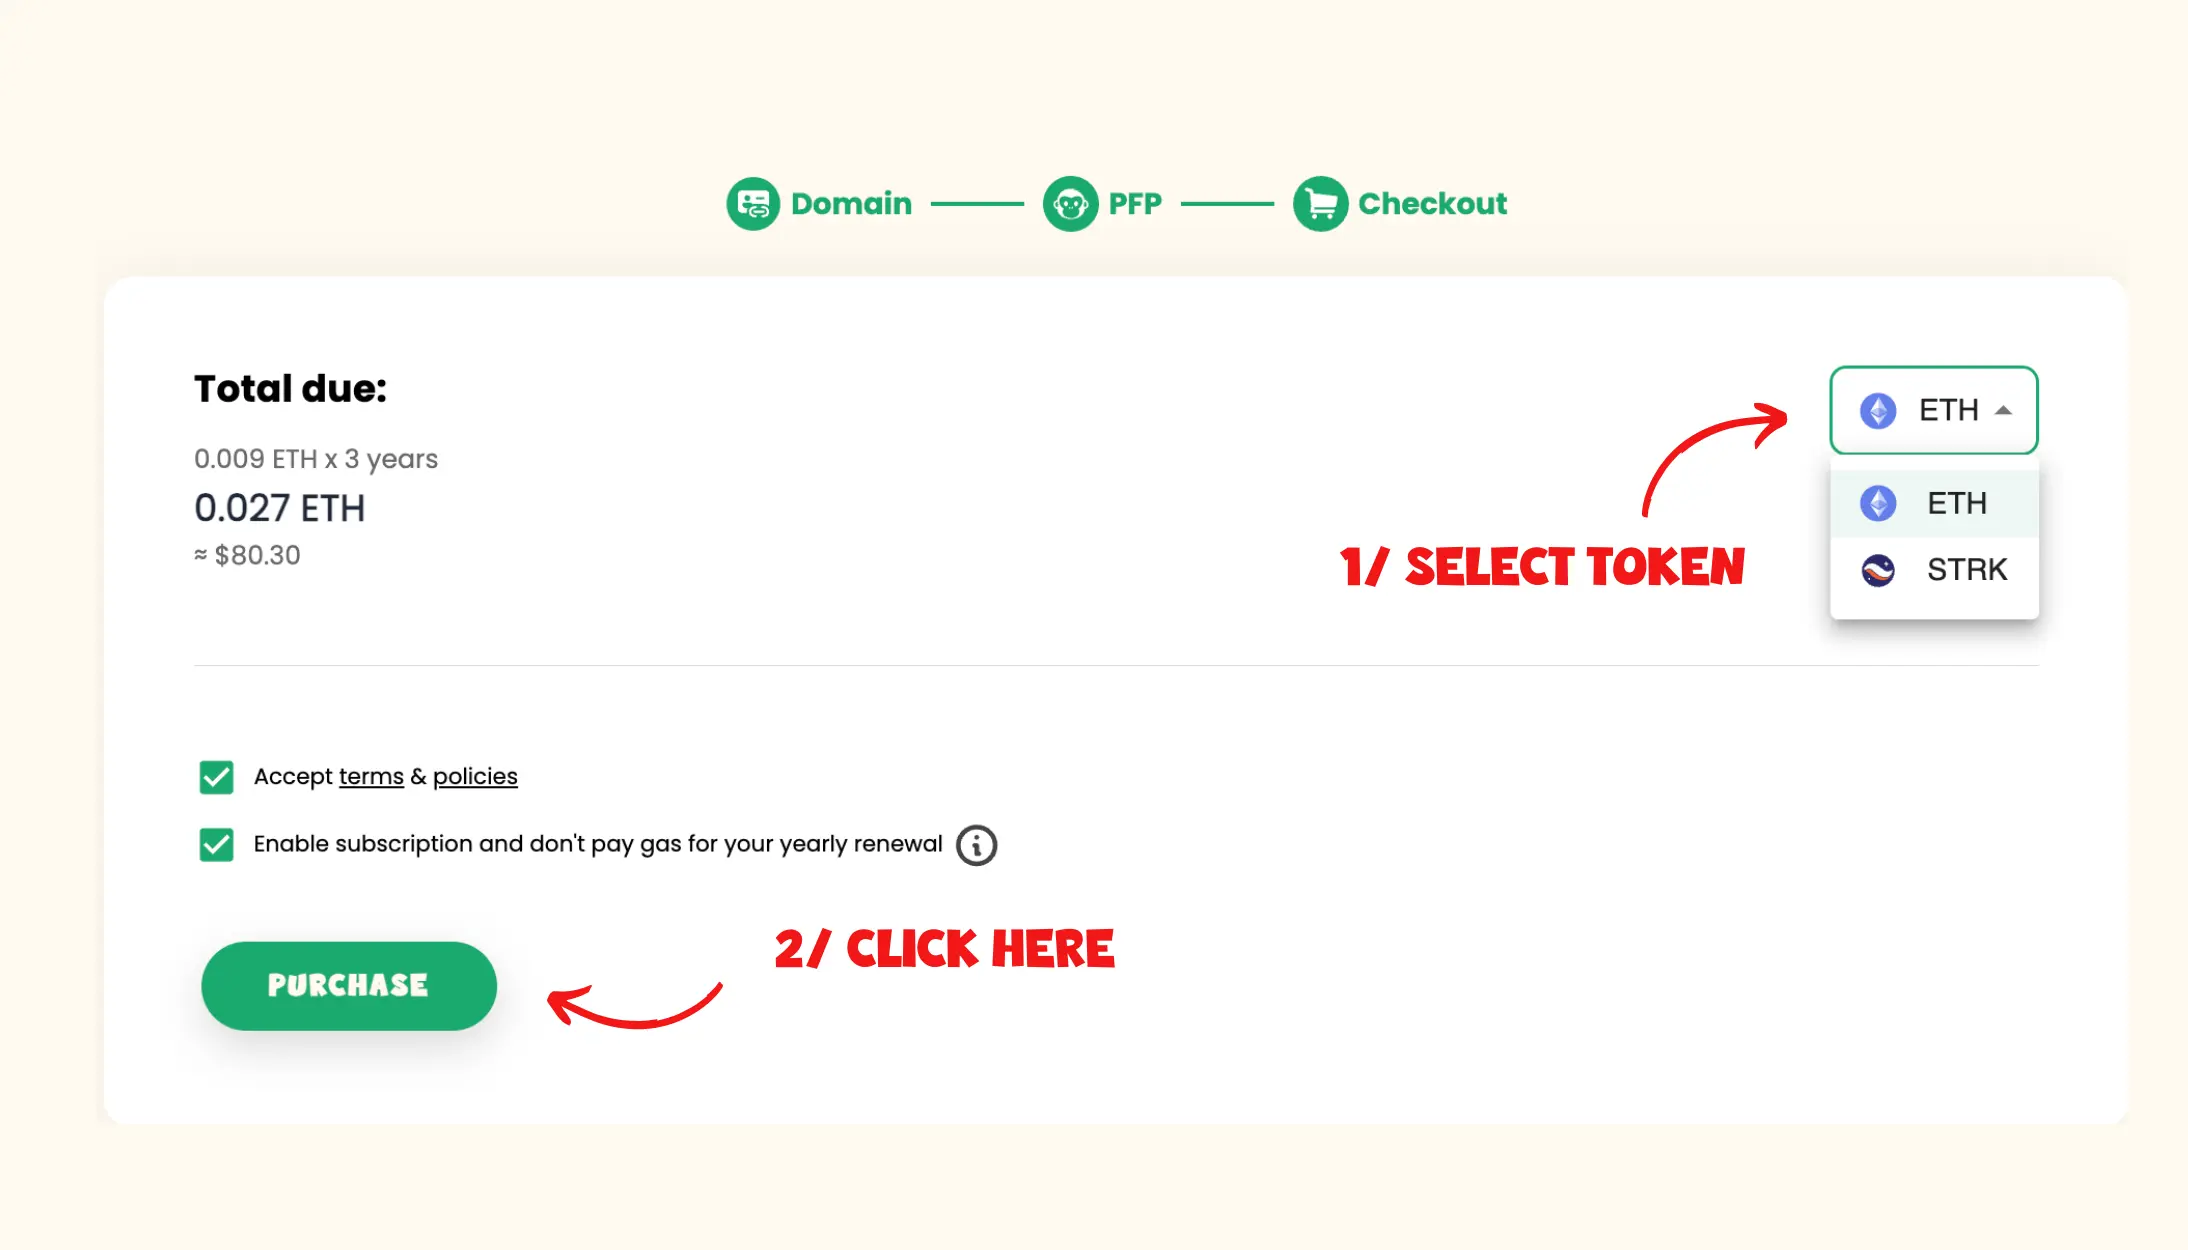 Domain
PFP
Checkout
Total due:
0.009 ETH x 3 years
0.027 ETH
≈ $80.30
ETH
ETH
STRK
1/ SELECT TOKEN
Accept terms & policies
Enable subscription and don't pay gas for your yearly renewal
2/ CLICK HERE
PURCHASE